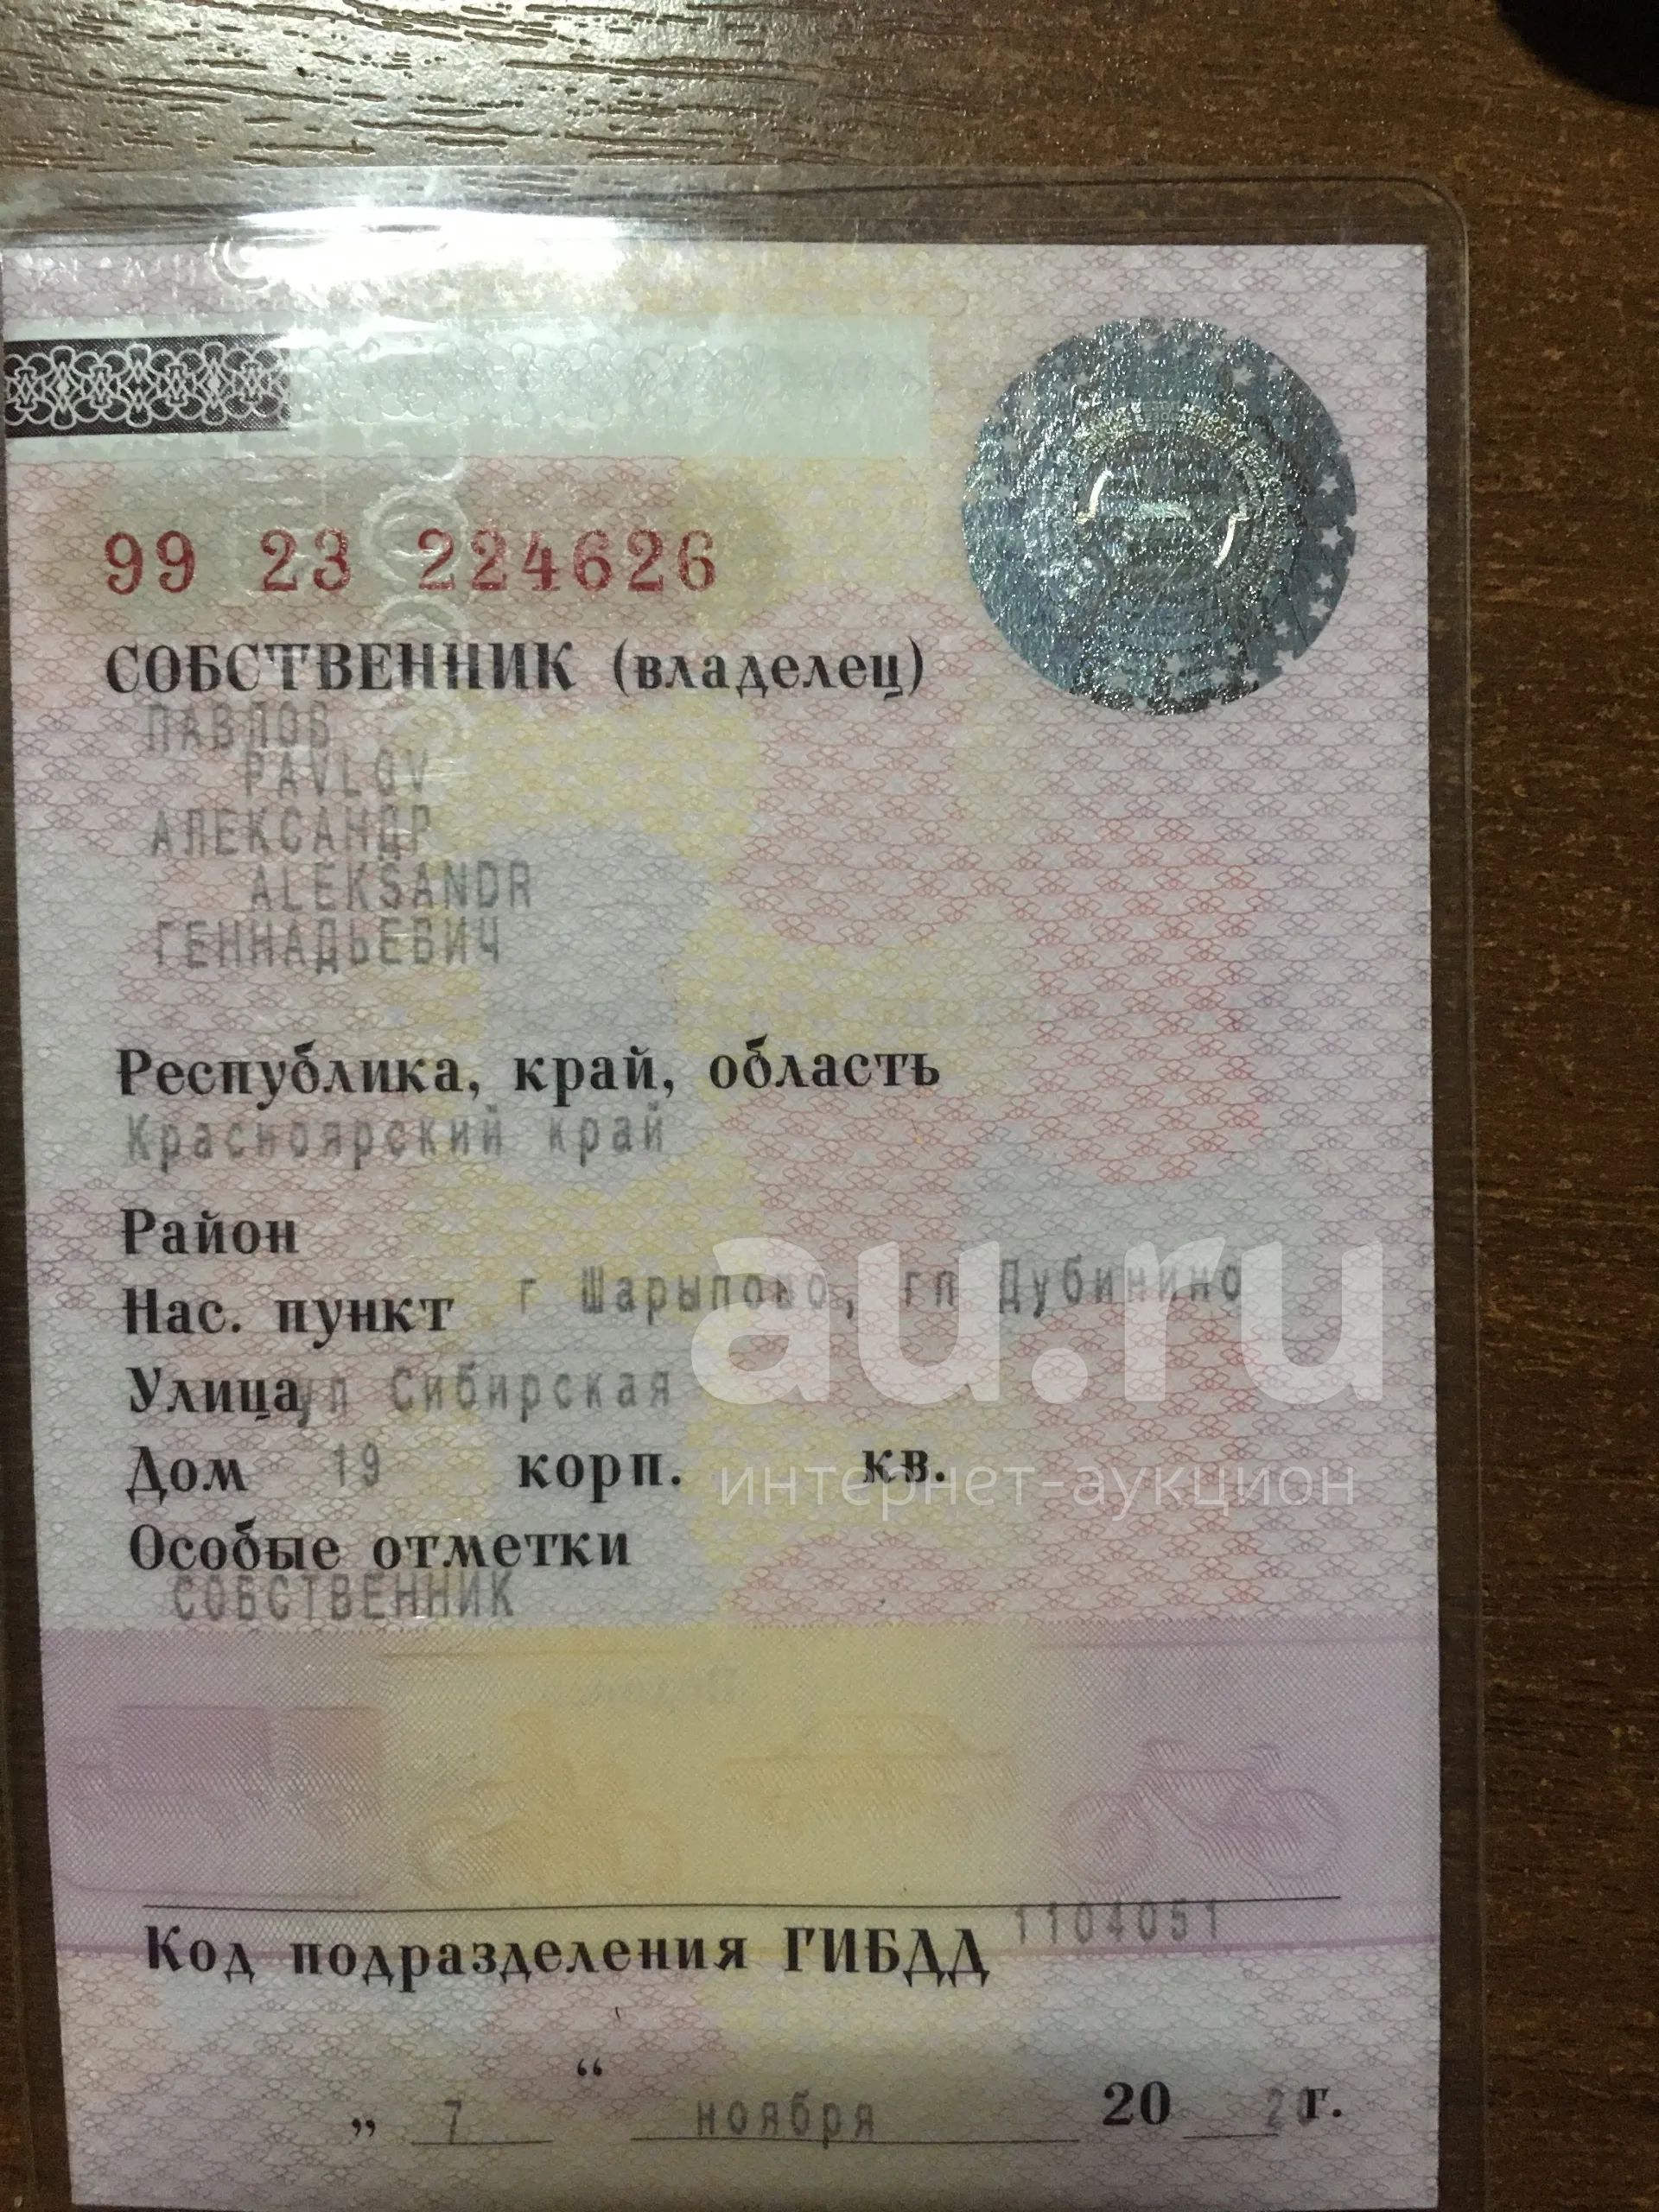 99 23 224626
СОБСТВЕННИК (владелец)
ПАВЛОВ
PAVLOV
АЛЕКСАНДР
ALEKSANDR
ГЕННАДЬЕВИЧ
Республика, край, область
Красноярский край
Район
Нас. пункт г Шарыпово, гп Дубинино
Улица ул Сибирская
Дом 19 корп. кв.
Особые отметки
СОБСТВЕННИК
au.ru
интернет-аукцион
Код подразделения ГИБДД 1104051
„ 7 “ ноября 20 20 г.